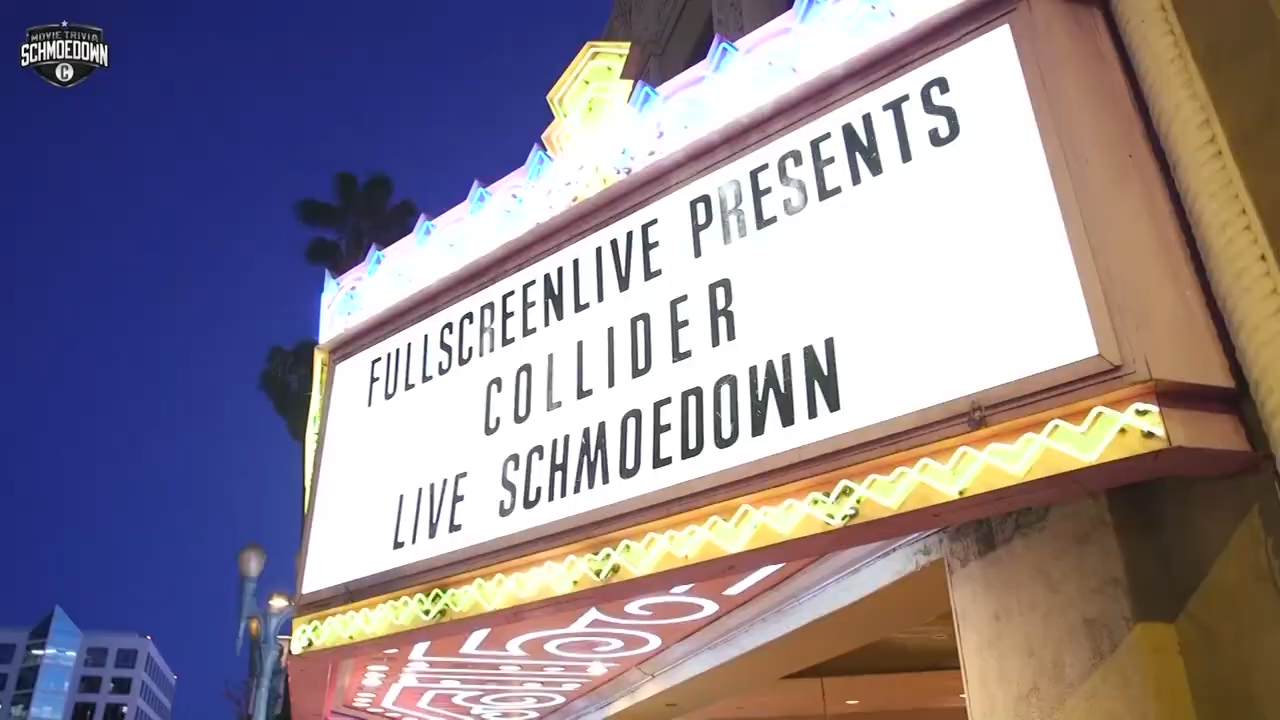 MOVIE TRIVIA
SCHMOEDOWN
C
FULLSCREENLIVE PRESENTS
COLLIDER
LIVE SCHMOEDOWN